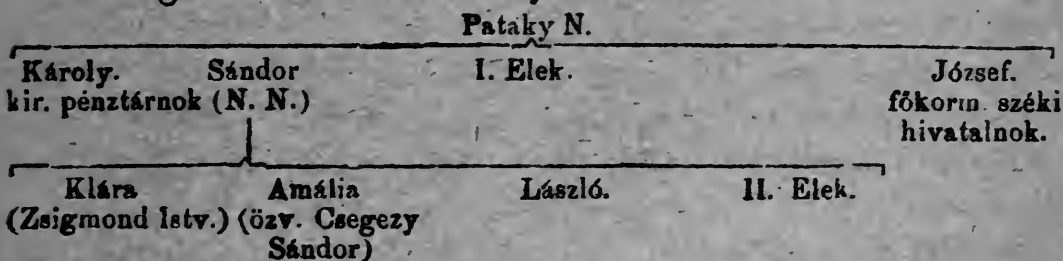 Pataky N.
Károly. Sándor I. Elek. József.
kir. pénztárnok (N. N.) főkorm. széki
hivatalnok.
Klára Amália László. II. Elek.
(Zsigmond Istv.) (özv. Csegezy
Sándor)